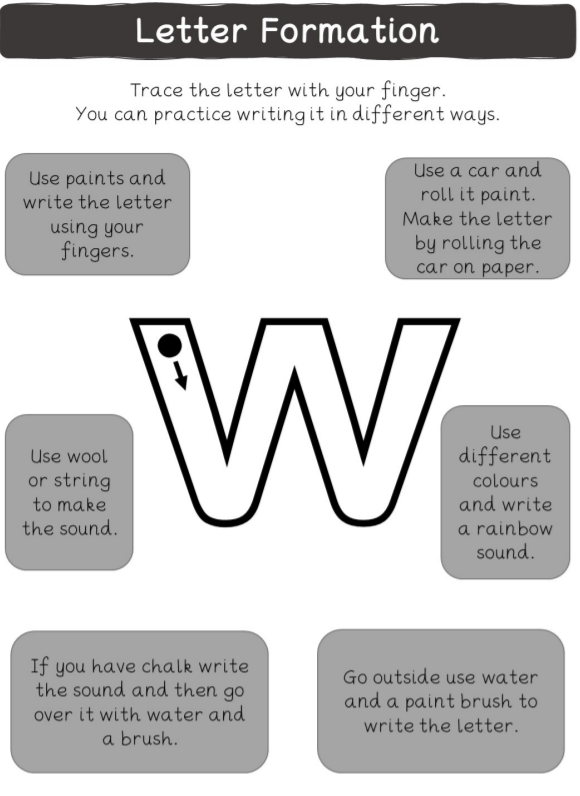 Letter Formation
Trace the letter with your finger.
You can practice writing it in different ways.
Use paints and
write the letter
using your
fingers.
Use a car and
roll it paint.
Make the letter
by rolling the
car on paper.
w
Use wool
or string
to make
the sound.
Use
different
colours
and write
a rainbow
sound.
If you have chalk write
the sound and then go
over it with water and
a brush.
Go outside use water
and a paint brush to
write the letter.